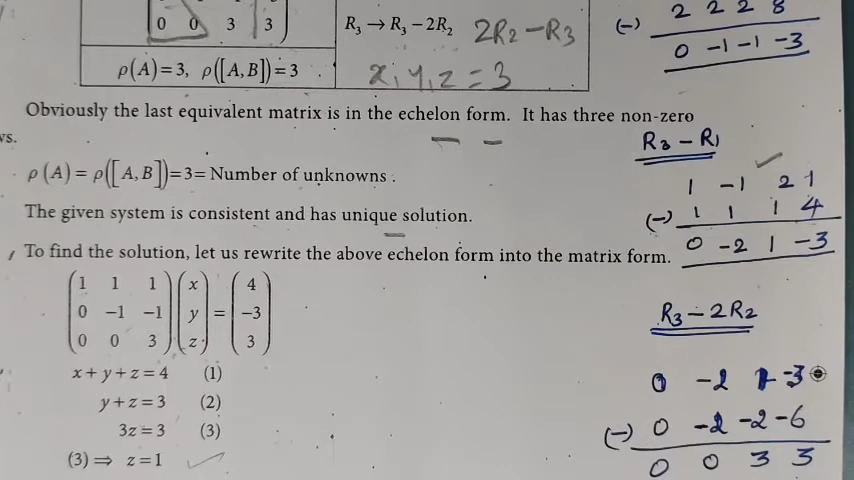 0 0 3 3
R₃ → R₃ − 2R₂ 2R₂ − R₃
ρ(A) = 3, ρ([A, B]) = 3
x, y, z = 3
2 2 2 8
(−)
0 −1 −1 −3
Obviously the last equivalent matrix is in the echelon form. It has three non-zero
vs.
R₃ − R₁
ρ(A) = ρ([A, B]) = 3 = Number of unknowns.
1 −1 2 1
The given system is consistent and has unique solution.
(−) 1 1 1 4
0 −2 1 −3
To find the solution, let us rewrite the above echelon form into the matrix form.
1 1 1 x 4
0 −1 −1 y = −3
0 0 3 z 3
R₃ − 2R₂
x + y + z = 4 (1)
0 −2 1 −3
y + z = 3 (2)
(−) 0 −2 −2 −6
3z = 3 (3)
0 0 3 3
(3) ⟹ z = 1